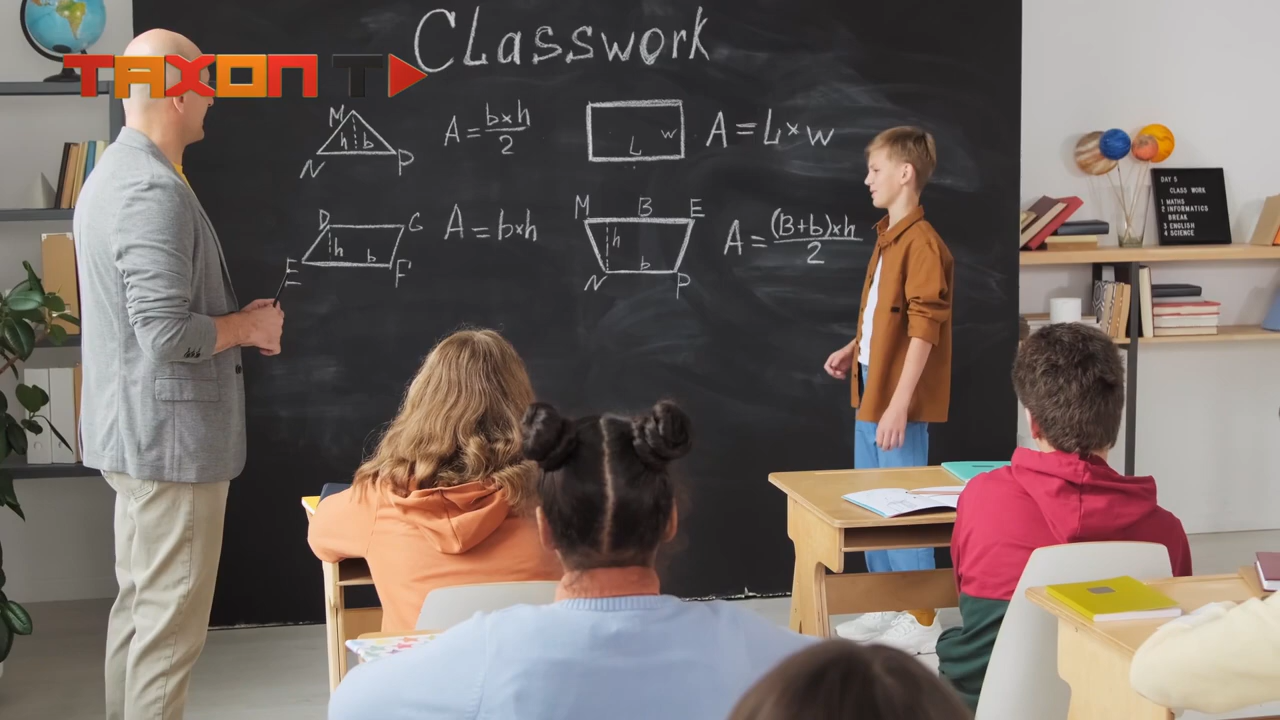 TAXON T
Classwork
M
h b
N P
A = b×h/2
L w
A = L×w
D G
h b
E F
A = b×h
M B E
h
b
N P
A = (B+b)×h/2
DAY 5
CLASS WORK
1 MATHS
2 INFORMATICS
BREAK
3 ENGLISH
4 SCIENCE